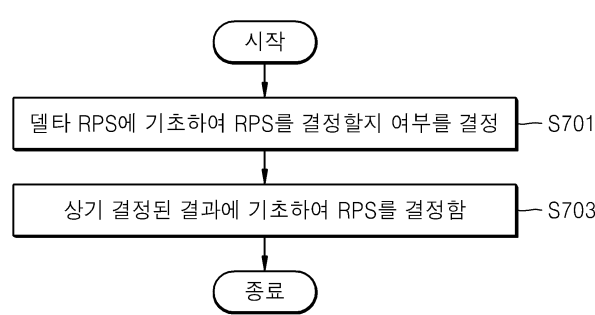 시작
델타 RPS에 기초하여 RPS를 결정할지 여부를 결정
S701
상기 결정된 결과에 기초하여 RPS를 결정함
S703
종료